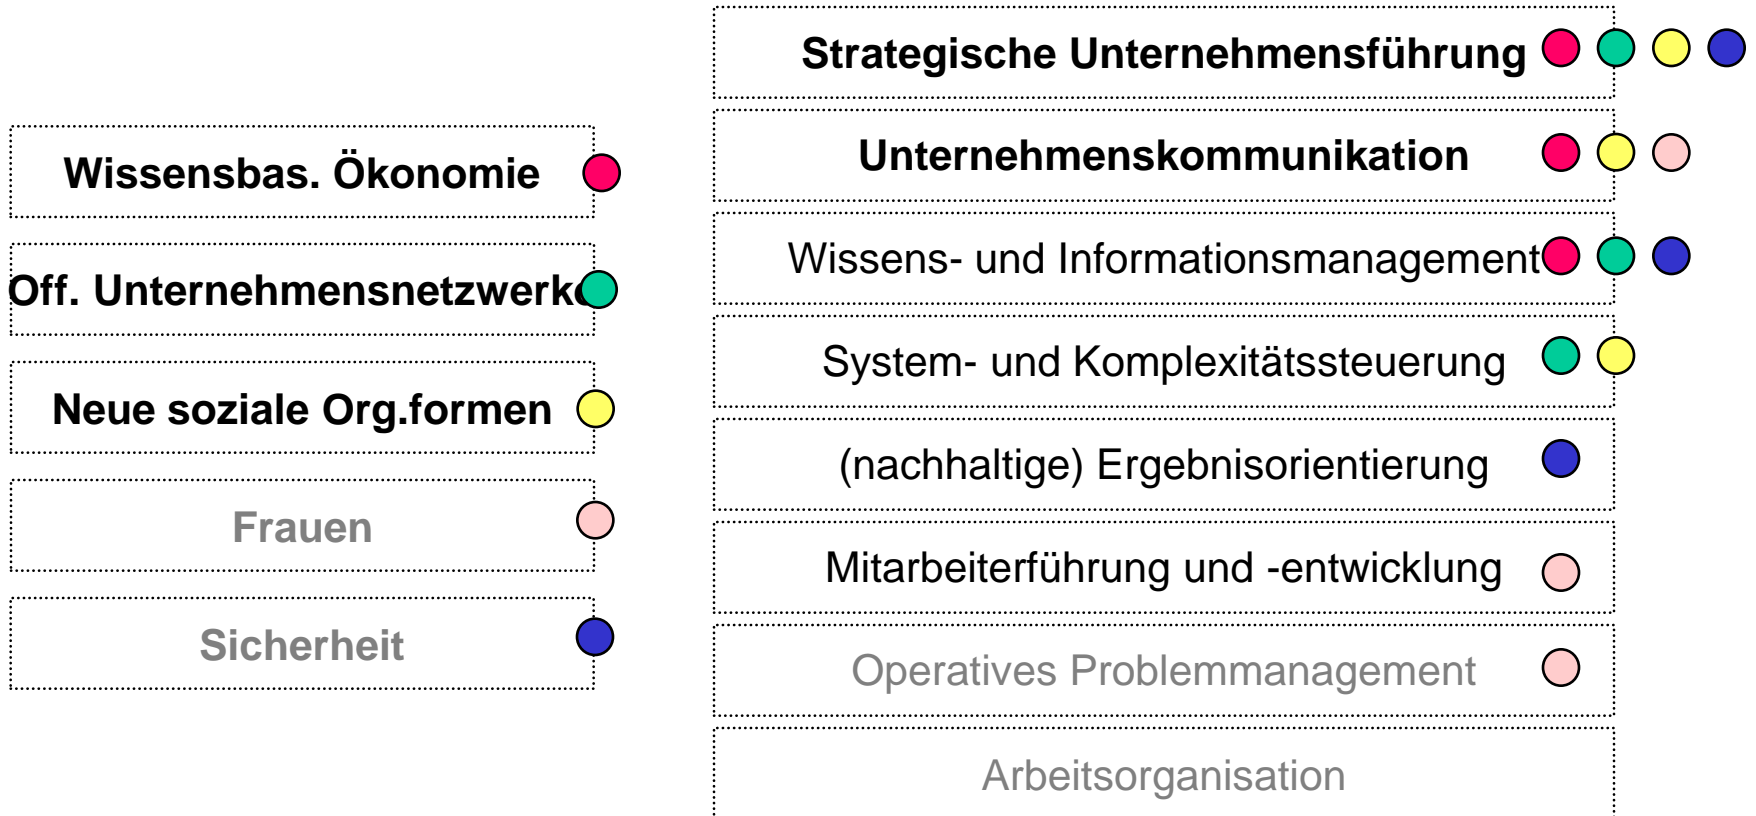 Wissensbas. Ökonomie
Off. Unternehmensnetzwerke
Neue soziale Org.formen
Frauen
Sicherheit
Strategische Unternehmensführung
Unternehmenskommunikation
Wissens- und Informationsmanagement
System- und Komplexitätssteuerung
(nachhaltige) Ergebnisorientierung
Mitarbeiterführung und -entwicklung
Operatives Problemmanagement
Arbeitsorganisation